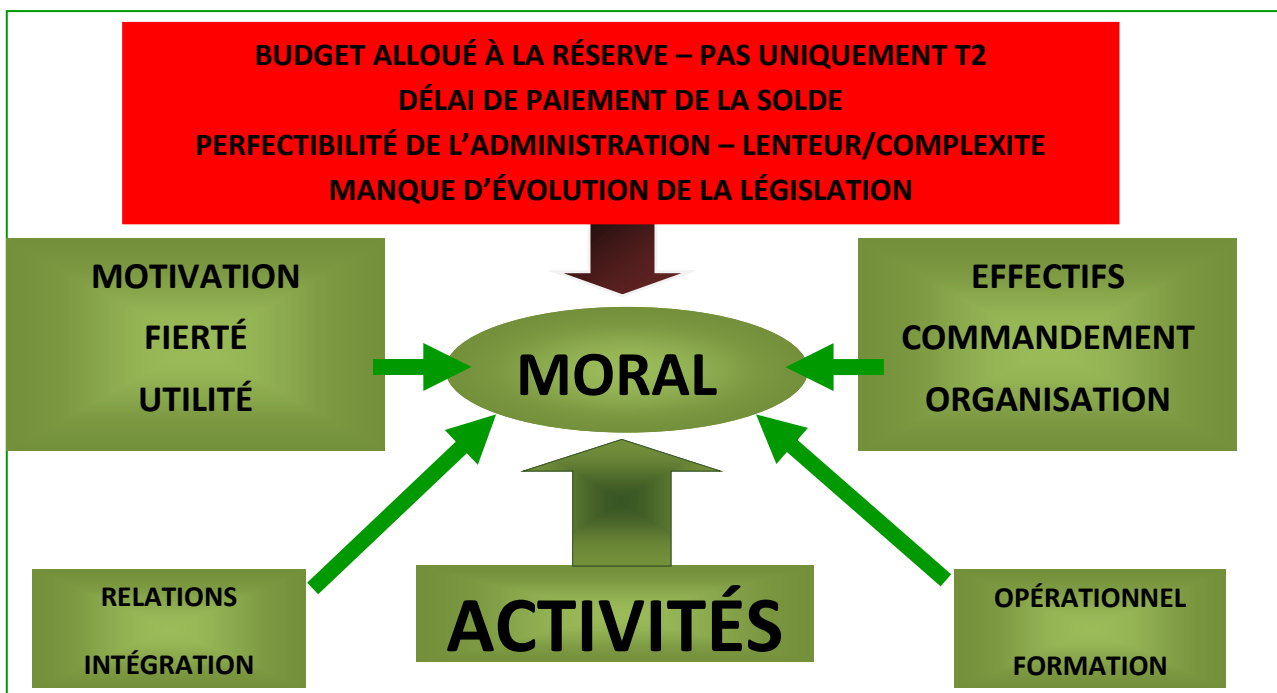 BUDGET ALLOUÉ À LA RÉSERVE – PAS UNIQUEMENT T2
DÉLAI DE PAIEMENT DE LA SOLDE
PERFECTIBILITÉ DE L'ADMINISTRATION – LENTEUR/COMPLEXITE
MANQUE D'ÉVOLUTION DE LA LÉGISLATION
MOTIVATION
FIERTÉ
UTILITÉ
MORAL
EFFECTIFS
COMMANDEMENT
ORGANISATION
RELATIONS
INTÉGRATION
ACTIVITÉS
OPÉRATIONNEL
FORMATION